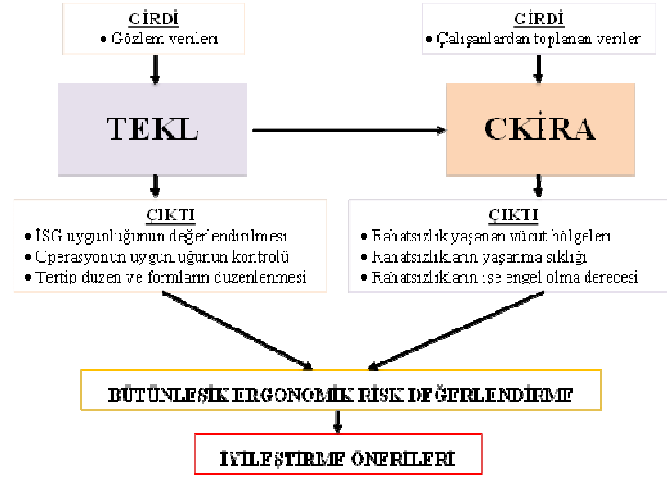 GİRDİ
• Gözlem verileri
GİRDİ
• Çalışanlardan toplanan veriler
TEKL
CKİRA
ÇIKTI
• İSG uygunluğunun değerlendirilmesi
• Operasyonun uygunluğunun kontrolü
• Tertip düzen ve formların düzenlenmesi
ÇIKTI
• Rahatsızlık yaşanan vücut bölgeleri
• Rahatsızlıkların yaşanma sıklığı
• Rahatsızlıkların işe engel olma derecesi
BÜTÜNLEŞİK ERGONOMİK RİSK DEĞERLENDİRME
İYİLEŞTİRME ÖNERİLERİ